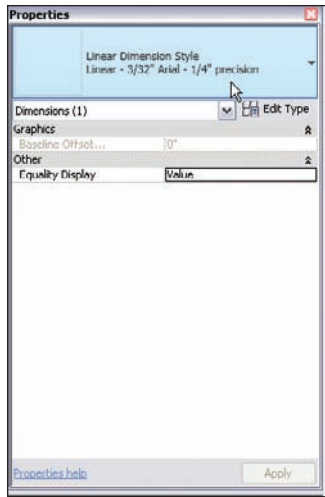 Properties
Linear Dimension Style
Linear - 3/32" Arial - 1/4" precision
Dimensions (1)
Edit Type
Graphics
Baseline Offset... 0"
Other
Equality Display Value
Properties help
Apply